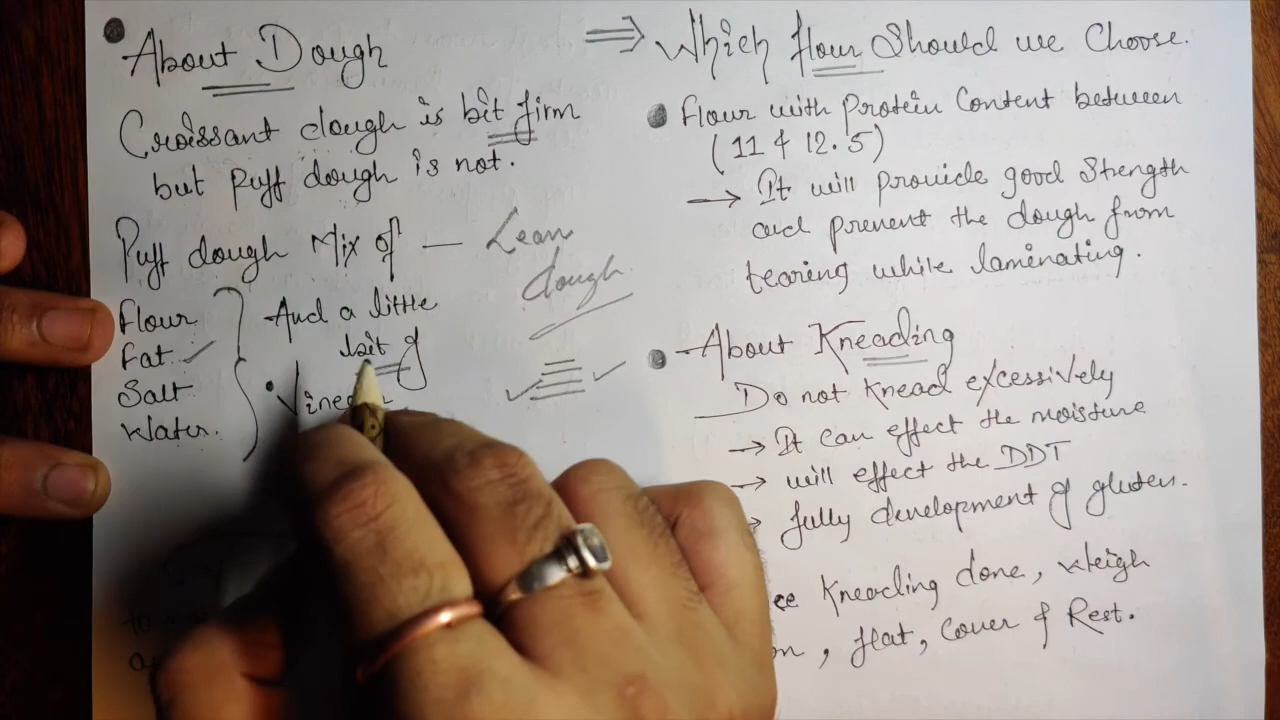 About Dough
Croissant dough is bit firm
but puff dough is not.
Puff dough Mix of — Lean
dough
Flour
Fat
Salt
Water.
And a little
bit of
Vinegar
⇒ Which flour Should we Choose.
Flour with Protein Content between
(11 & 12.5)
→ It will provide good Strength
and prevent the dough from
tearing while laminating.
About Kneading
Do not Knead excessively
→ It can effect the moisture
→ will effect the DDT
fully development of gluten.
Kneading done, Weigh
, flat, Cover & Rest.